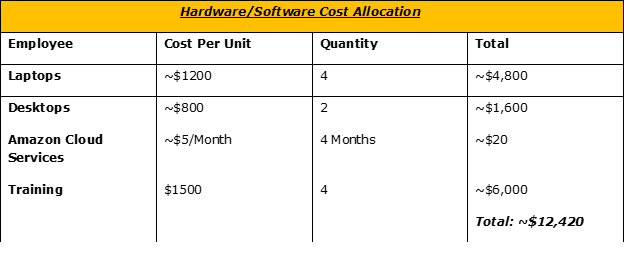 Hardware/Software Cost Allocation
Employee Cost Per Unit Quantity Total
Laptops ~$1200 4 ~$4,800
Desktops ~$800 2 ~$1,600
Amazon Cloud ~$5/Month 4 Months ~$20
Services
Training $1500 4 ~$6,000
Total: ~$12,420